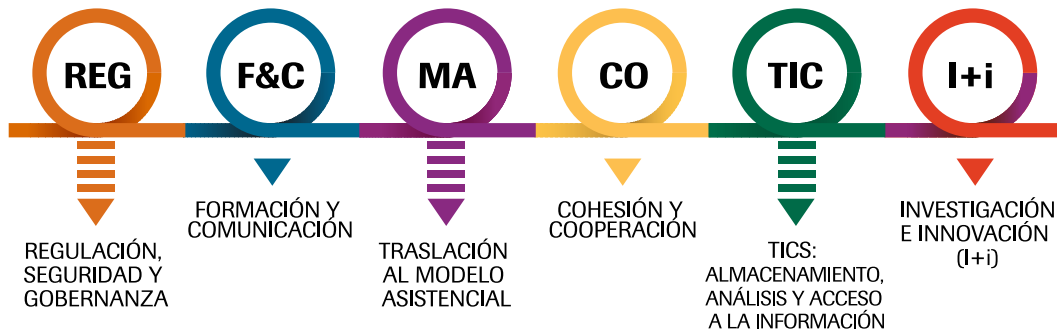 REG
F&C
MA
CO
TIC
I+i
REGULACIÓN,
SEGURIDAD Y
GOBERNANZA
FORMACIÓN Y
COMUNICACIÓN
TRASLACIÓN
AL MODELO
ASISTENCIAL
COHESIÓN Y
COOPERACIÓN
TICS:
ALMACENAMIENTO,
ANÁLISIS Y ACCESO
A LA INFORMACIÓN
INVESTIGACIÓN
E INNOVACIÓN
(I+i)